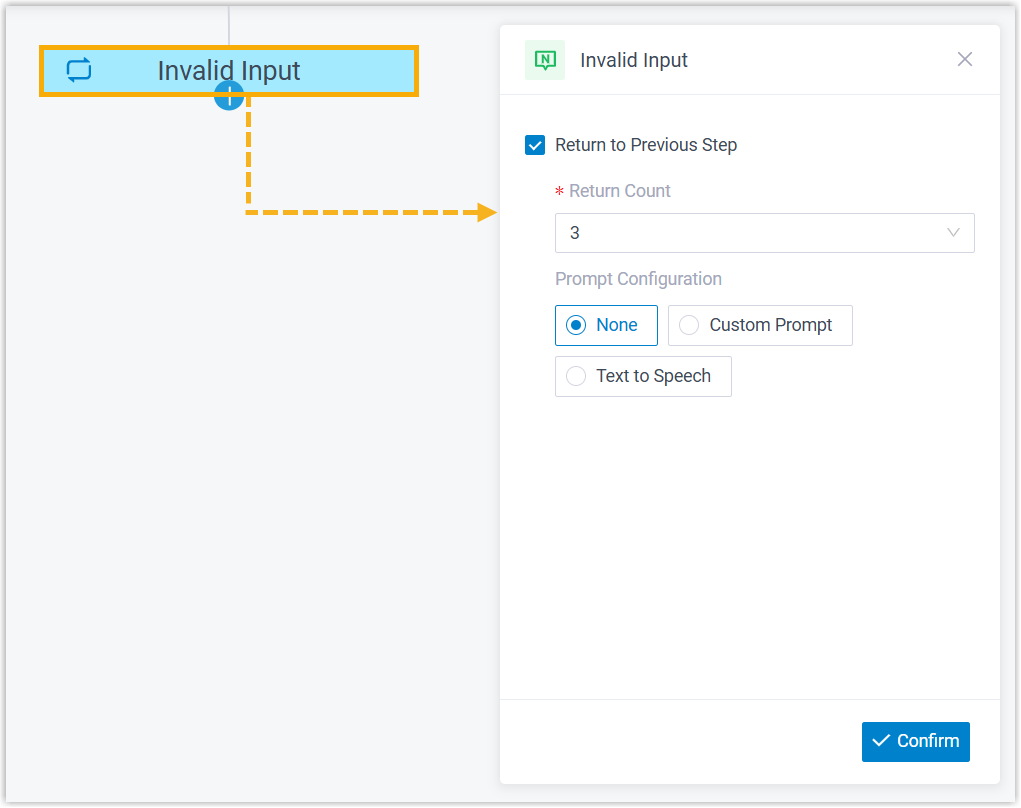 Invalid Input
N
Invalid Input
Return to Previous Step
* Return Count
3
Prompt Configuration
None
Custom Prompt
Text to Speech
Confirm